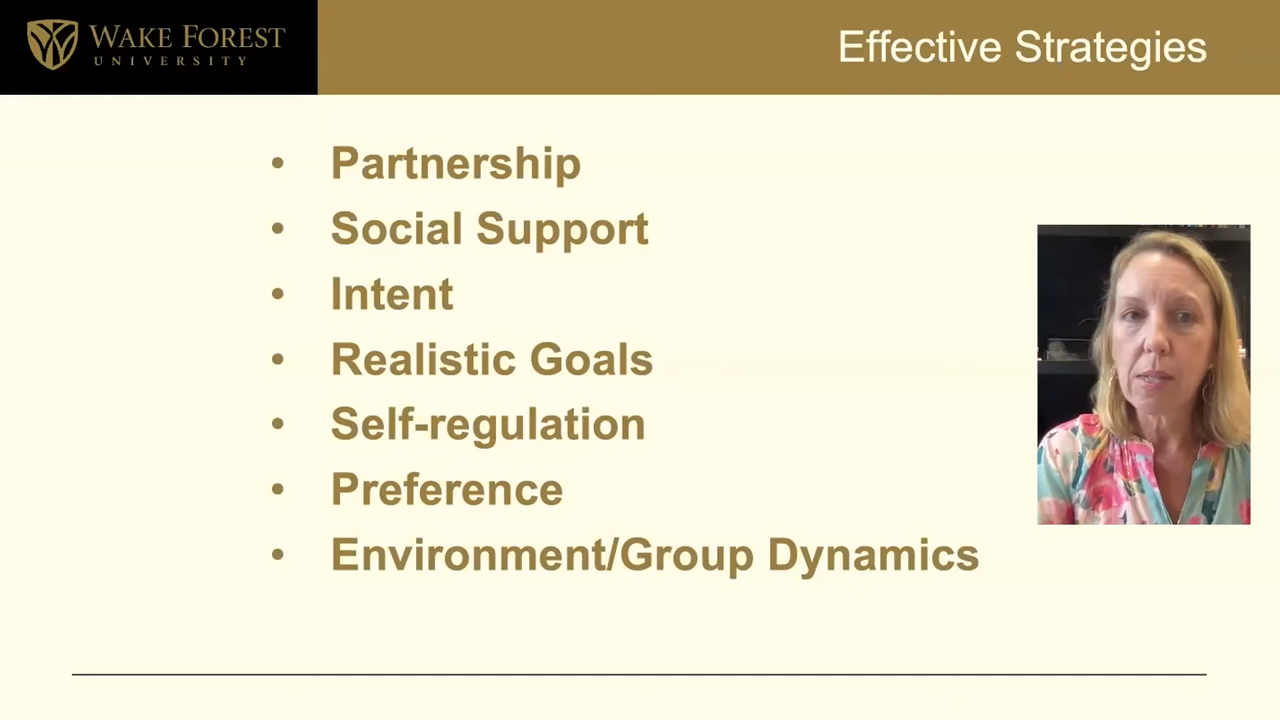 WAKE FOREST
UNIVERSITY
Effective Strategies
• Partnership
• Social Support
• Intent
• Realistic Goals
• Self-regulation
• Preference
• Environment/Group Dynamics